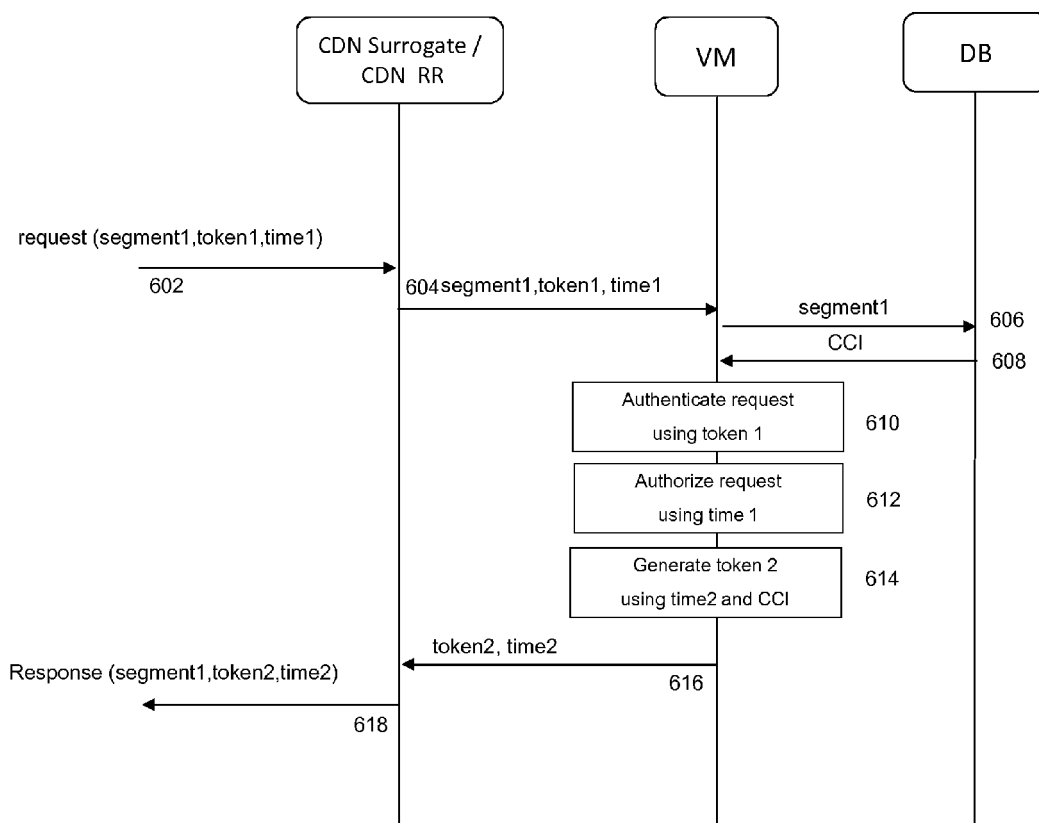 CDN Surrogate /
CDN RR
VM
DB
request (segment1,token1,time1)
602
604 segment1,token1, time1
segment1
606
CCI
608
Authenticate request
using token 1
610
Authorize request
using time 1
612
Generate token 2
using time2 and CCI
614
token2, time2
616
Response (segment1,token2,time2)
618